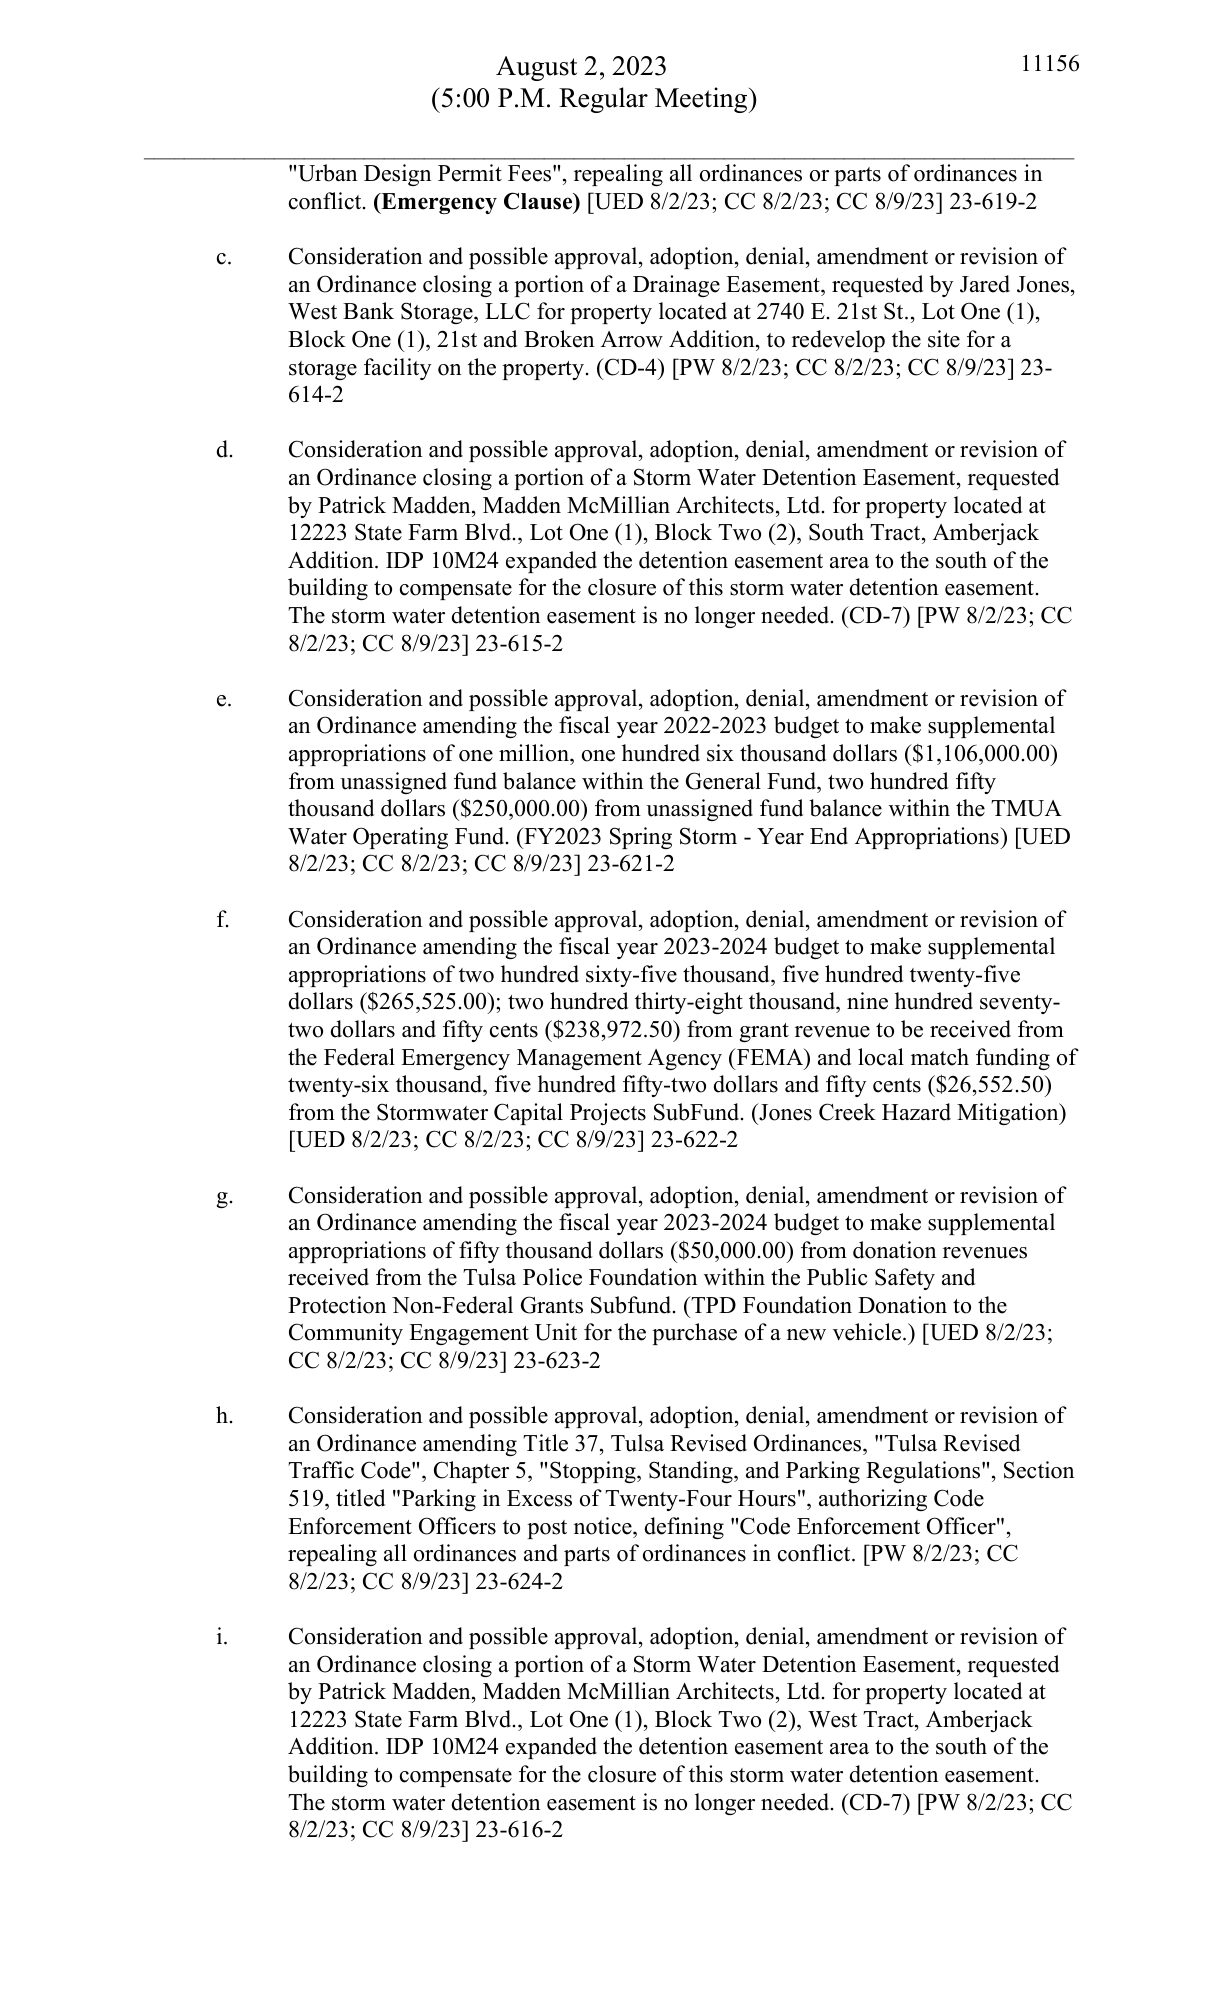 August 2, 2023
11156
(5:00 P.M. Regular Meeting)
"Urban Design Permit Fees", repealing all ordinances or parts of ordinances in
conflict. (Emergency Clause) [UED 8/2/23; CC 8/2/23; CC 8/9/23] 23-619-2
c. Consideration and possible approval, adoption, denial, amendment or revision of
an Ordinance closing a portion of a Drainage Easement, requested by Jared Jones,
West Bank Storage, LLC for property located at 2740 E. 21st St., Lot One (1),
Block One (1), 21st and Broken Arrow Addition, to redevelop the site for a
storage facility on the property. (CD-4) [PW 8/2/23; CC 8/2/23; CC 8/9/23] 23-
614-2
d. Consideration and possible approval, adoption, denial, amendment or revision of
an Ordinance closing a portion of a Storm Water Detention Easement, requested
by Patrick Madden, Madden McMillian Architects, Ltd. for property located at
12223 State Farm Blvd., Lot One (1), Block Two (2), South Tract, Amberjack
Addition. IDP 10M24 expanded the detention easement area to the south of the
building to compensate for the closure of this storm water detention easement.
The storm water detention easement is no longer needed. (CD-7) [PW 8/2/23; CC
8/2/23; CC 8/9/23] 23-615-2
e. Consideration and possible approval, adoption, denial, amendment or revision of
an Ordinance amending the fiscal year 2022-2023 budget to make supplemental
appropriations of one million, one hundred six thousand dollars ($1,106,000.00)
from unassigned fund balance within the General Fund, two hundred fifty
thousand dollars ($250,000.00) from unassigned fund balance within the TMUA
Water Operating Fund. (FY2023 Spring Storm - Year End Appropriations) [UED
8/2/23; CC 8/2/23; CC 8/9/23] 23-621-2
f. Consideration and possible approval, adoption, denial, amendment or revision of
an Ordinance amending the fiscal year 2023-2024 budget to make supplemental
appropriations of two hundred sixty-five thousand, five hundred twenty-five
dollars ($265,525.00); two hundred thirty-eight thousand, nine hundred seventy-
two dollars and fifty cents ($238,972.50) from grant revenue to be received from
the Federal Emergency Management Agency (FEMA) and local match funding of
twenty-six thousand, five hundred fifty-two dollars and fifty cents ($26,552.50)
from the Stormwater Capital Projects SubFund. (Jones Creek Hazard Mitigation)
[UED 8/2/23; CC 8/2/23; CC 8/9/23] 23-622-2
g. Consideration and possible approval, adoption, denial, amendment or revision of
an Ordinance amending the fiscal year 2023-2024 budget to make supplemental
appropriations of fifty thousand dollars ($50,000.00) from donation revenues
received from the Tulsa Police Foundation within the Public Safety and
Protection Non-Federal Grants Subfund. (TPD Foundation Donation to the
Community Engagement Unit for the purchase of a new vehicle.) [UED 8/2/23;
CC 8/2/23; CC 8/9/23] 23-623-2
h. Consideration and possible approval, adoption, denial, amendment or revision of
an Ordinance amending Title 37, Tulsa Revised Ordinances, "Tulsa Revised
Traffic Code", Chapter 5, "Stopping, Standing, and Parking Regulations", Section
519, titled "Parking in Excess of Twenty-Four Hours", authorizing Code
Enforcement Officers to post notice, defining "Code Enforcement Officer",
repealing all ordinances and parts of ordinances in conflict. [PW 8/2/23; CC
8/2/23; CC 8/9/23] 23-624-2
i. Consideration and possible approval, adoption, denial, amendment or revision of
an Ordinance closing a portion of a Storm Water Detention Easement, requested
by Patrick Madden, Madden McMillian Architects, Ltd. for property located at
12223 State Farm Blvd., Lot One (1), Block Two (2), West Tract, Amberjack
Addition. IDP 10M24 expanded the detention easement area to the south of the
building to compensate for the closure of this storm water detention easement.
The storm water detention easement is no longer needed. (CD-7) [PW 8/2/23; CC
8/2/23; CC 8/9/23] 23-616-2